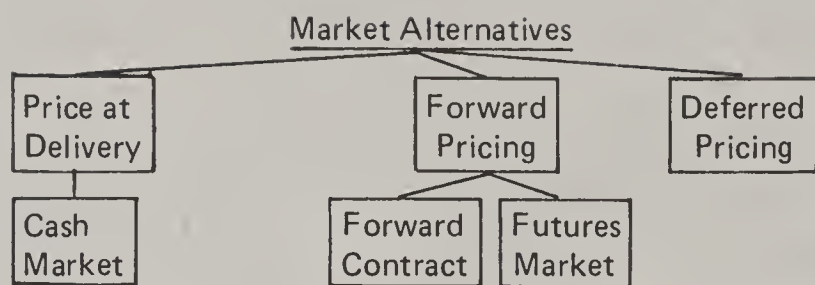 Market Alternatives
Price at
Delivery
Forward
Pricing
Deferred
Pricing
Cash
Market
Forward
Contract
Futures
Market